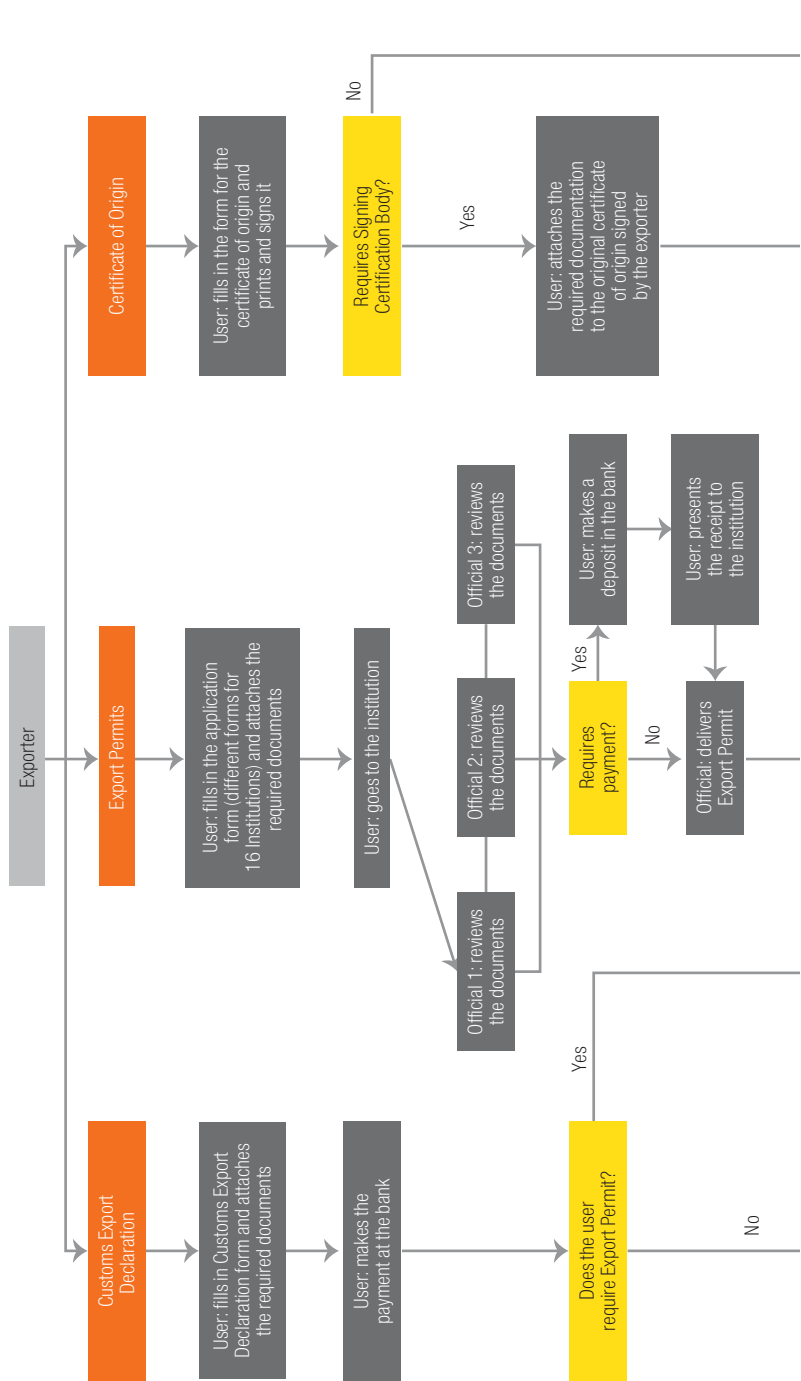 Exporter
Customs Export
Declaration
User: fills in Customs Export
Declaration form and attaches
the required documents
User: makes the
payment at the bank
Does the user
require Export Permit?
Yes
No
Export Permits
User: fills in the application
form (different forms for
16 Institutions) and attaches the
required documents
User: goes to the institution
Official 1: reviews
the documents
Official 2: reviews
the documents
Official 3: reviews
the documents
Requires
payment?
Yes
No
User: makes a
deposit in the bank
User: presents
the receipt to
the institution
Official: delivers
Export Permit
Certificate of Origin
User: fills in the form for the
certificate of origin and
prints and signs it
Requires Signing
Certification Body?
No
Yes
User: attaches the
required documentation
to the original certificate
of origin signed
by the exporter